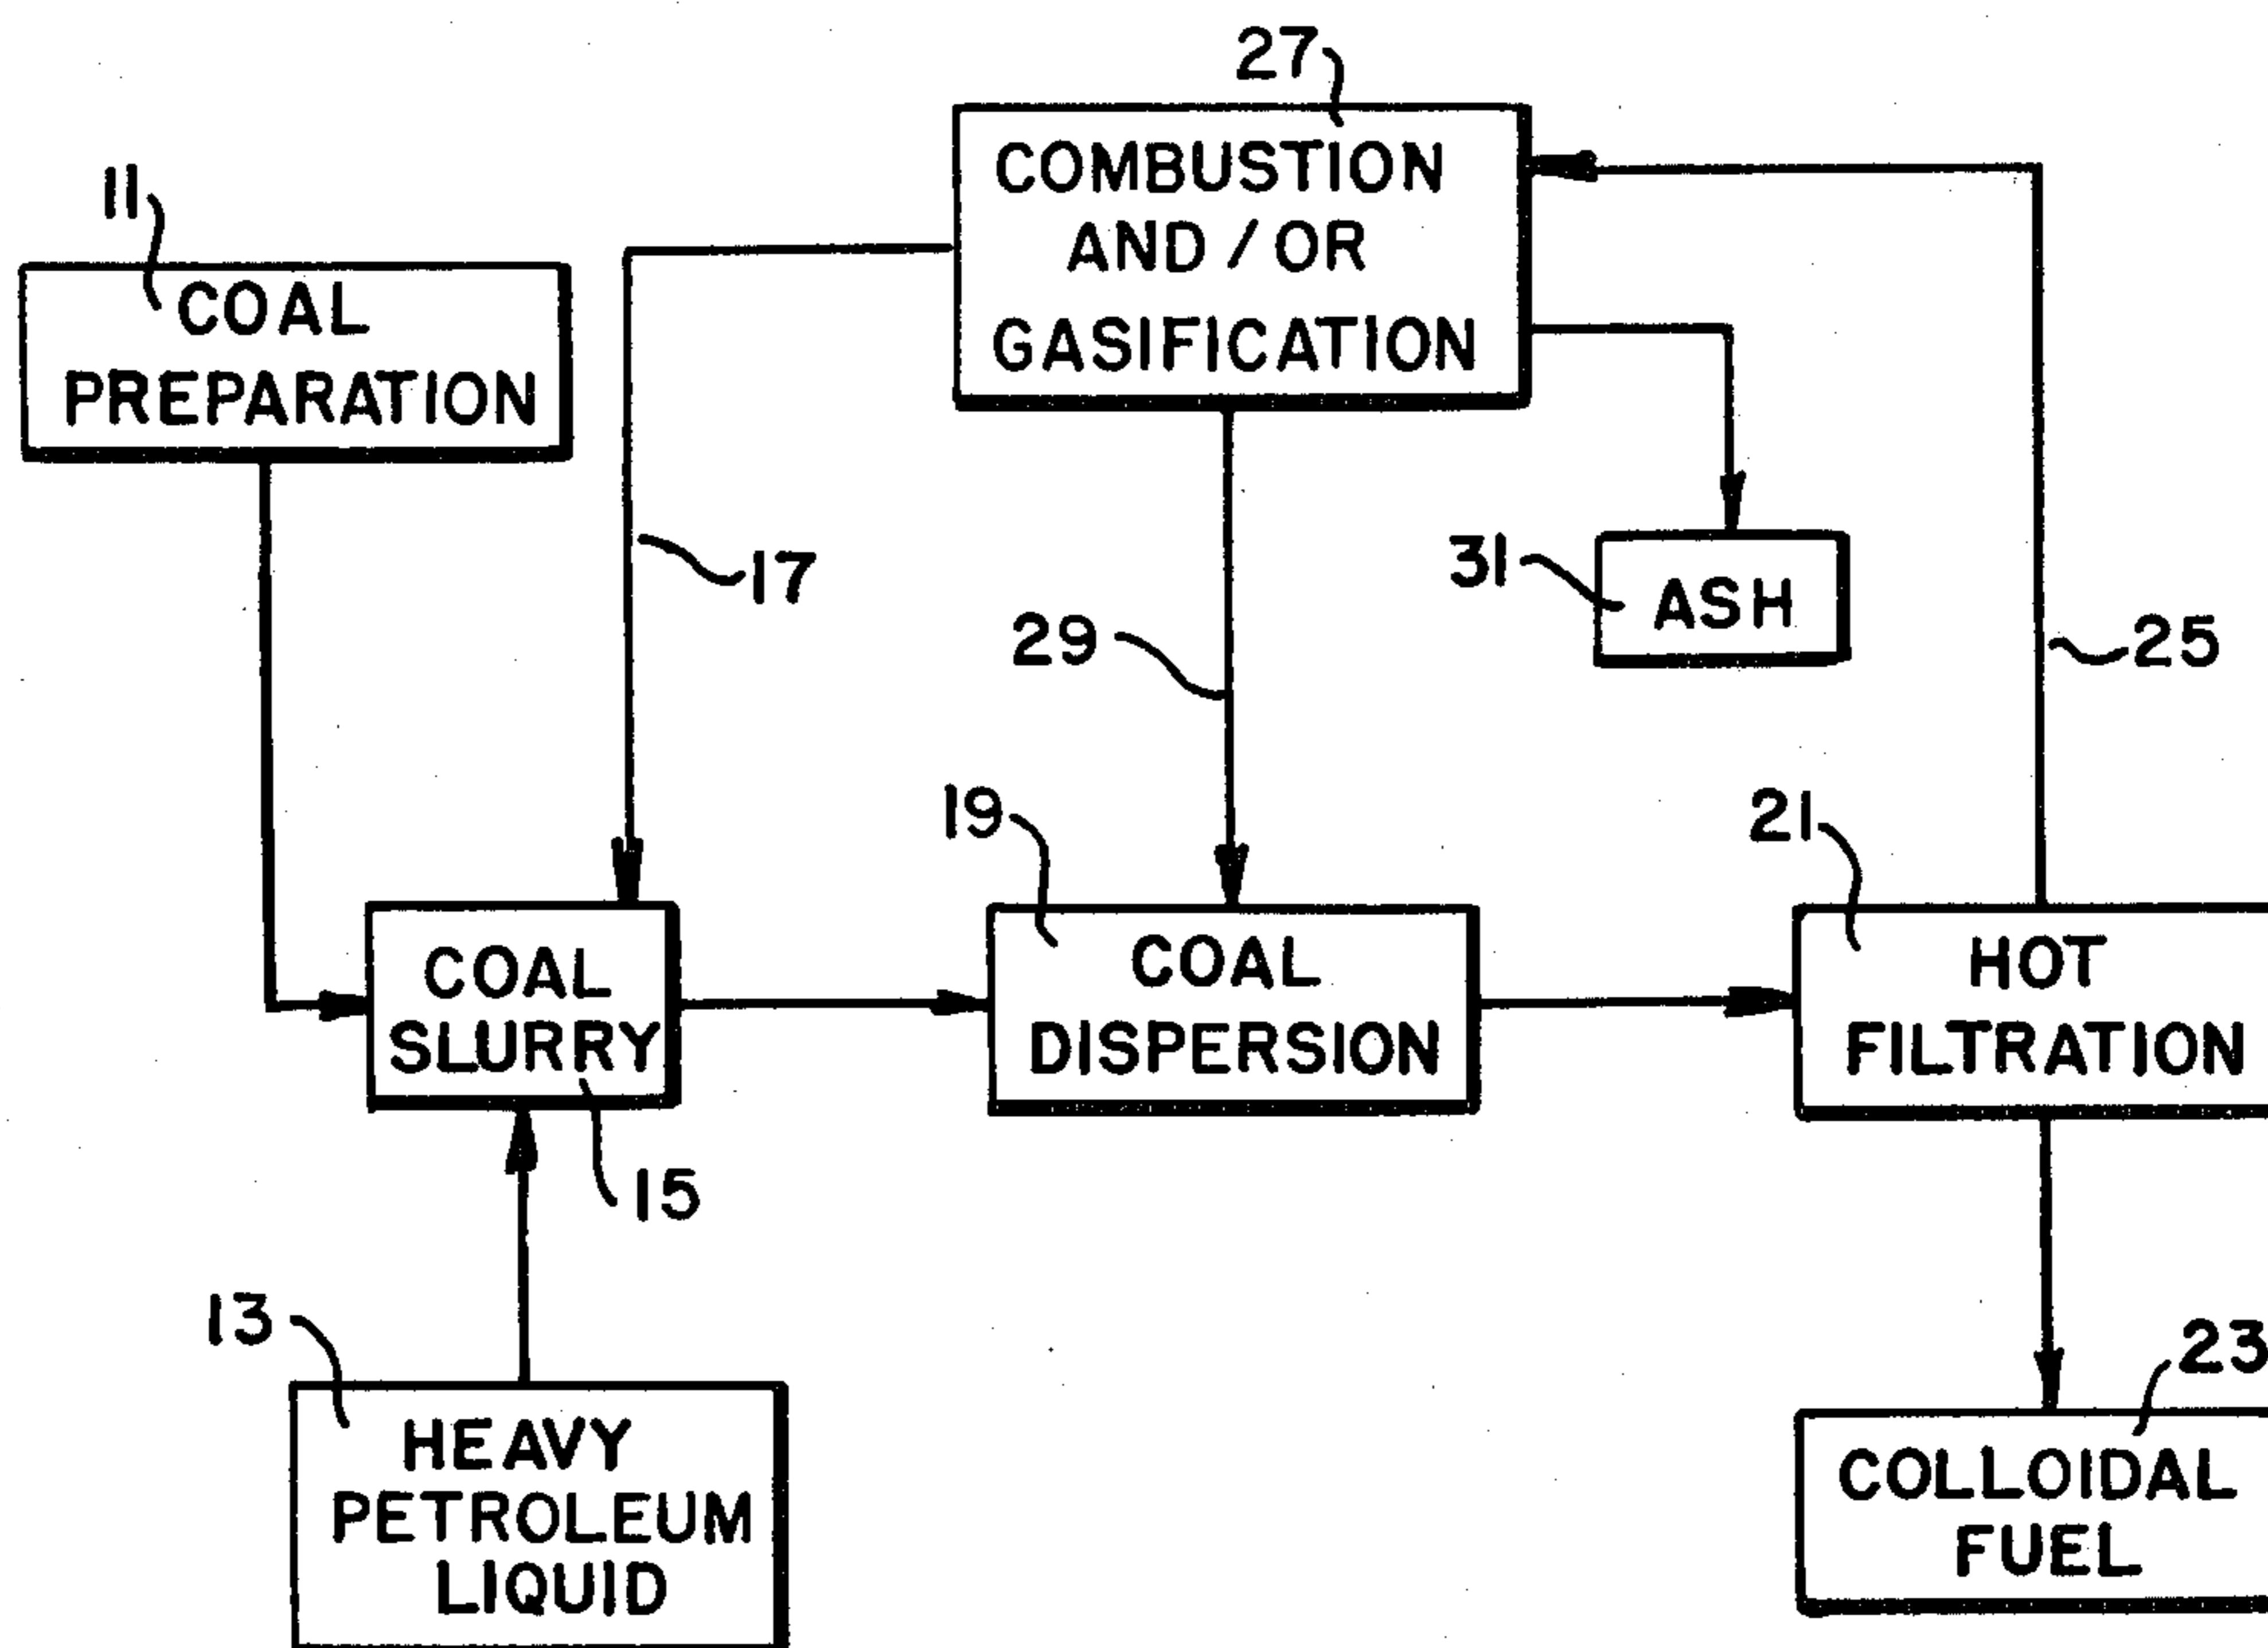 27
COMBUSTION
AND/OR
GASIFICATION
11
COAL
PREPARATION
17
31
ASH
29
25
19
COAL
DISPERSION
21
HOT
FILTRATION
COAL
SLURRY
15
13
HEAVY
PETROLEUM
LIQUID
23
COLLOIDAL
FUEL